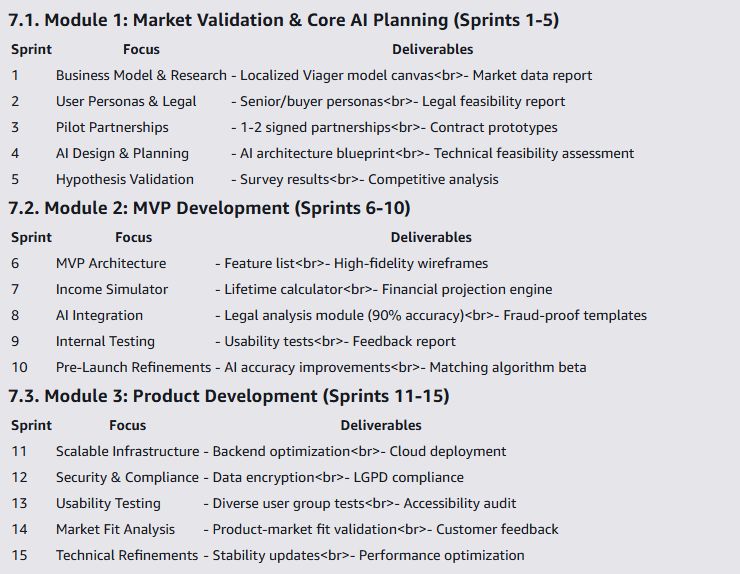 7.1. Module 1: Market Validation & Core AI Planning (Sprints 1-5)
Sprint Focus Deliverables
1 Business Model & Research - Localized Viager model canvas<br>- Market data report
2 User Personas & Legal - Senior/buyer personas<br>- Legal feasibility report
3 Pilot Partnerships - 1-2 signed partnerships<br>- Contract prototypes
4 AI Design & Planning - AI architecture blueprint<br>- Technical feasibility assessment
5 Hypothesis Validation - Survey results<br>- Competitive analysis
7.2. Module 2: MVP Development (Sprints 6-10)
Sprint Focus Deliverables
6 MVP Architecture - Feature list<br>- High-fidelity wireframes
7 Income Simulator - Lifetime calculator<br>- Financial projection engine
8 AI Integration - Legal analysis module (90% accuracy)<br>- Fraud-proof templates
9 Internal Testing - Usability tests<br>- Feedback report
10 Pre-Launch Refinements - AI accuracy improvements<br>- Matching algorithm beta
7.3. Module 3: Product Development (Sprints 11-15)
Sprint Focus Deliverables
11 Scalable Infrastructure - Backend optimization<br>- Cloud deployment
12 Security & Compliance - Data encryption<br>- LGPD compliance
13 Usability Testing - Diverse user group tests<br>- Accessibility audit
14 Market Fit Analysis - Product-market fit validation<br>- Customer feedback
15 Technical Refinements - Stability updates<br>- Performance optimization